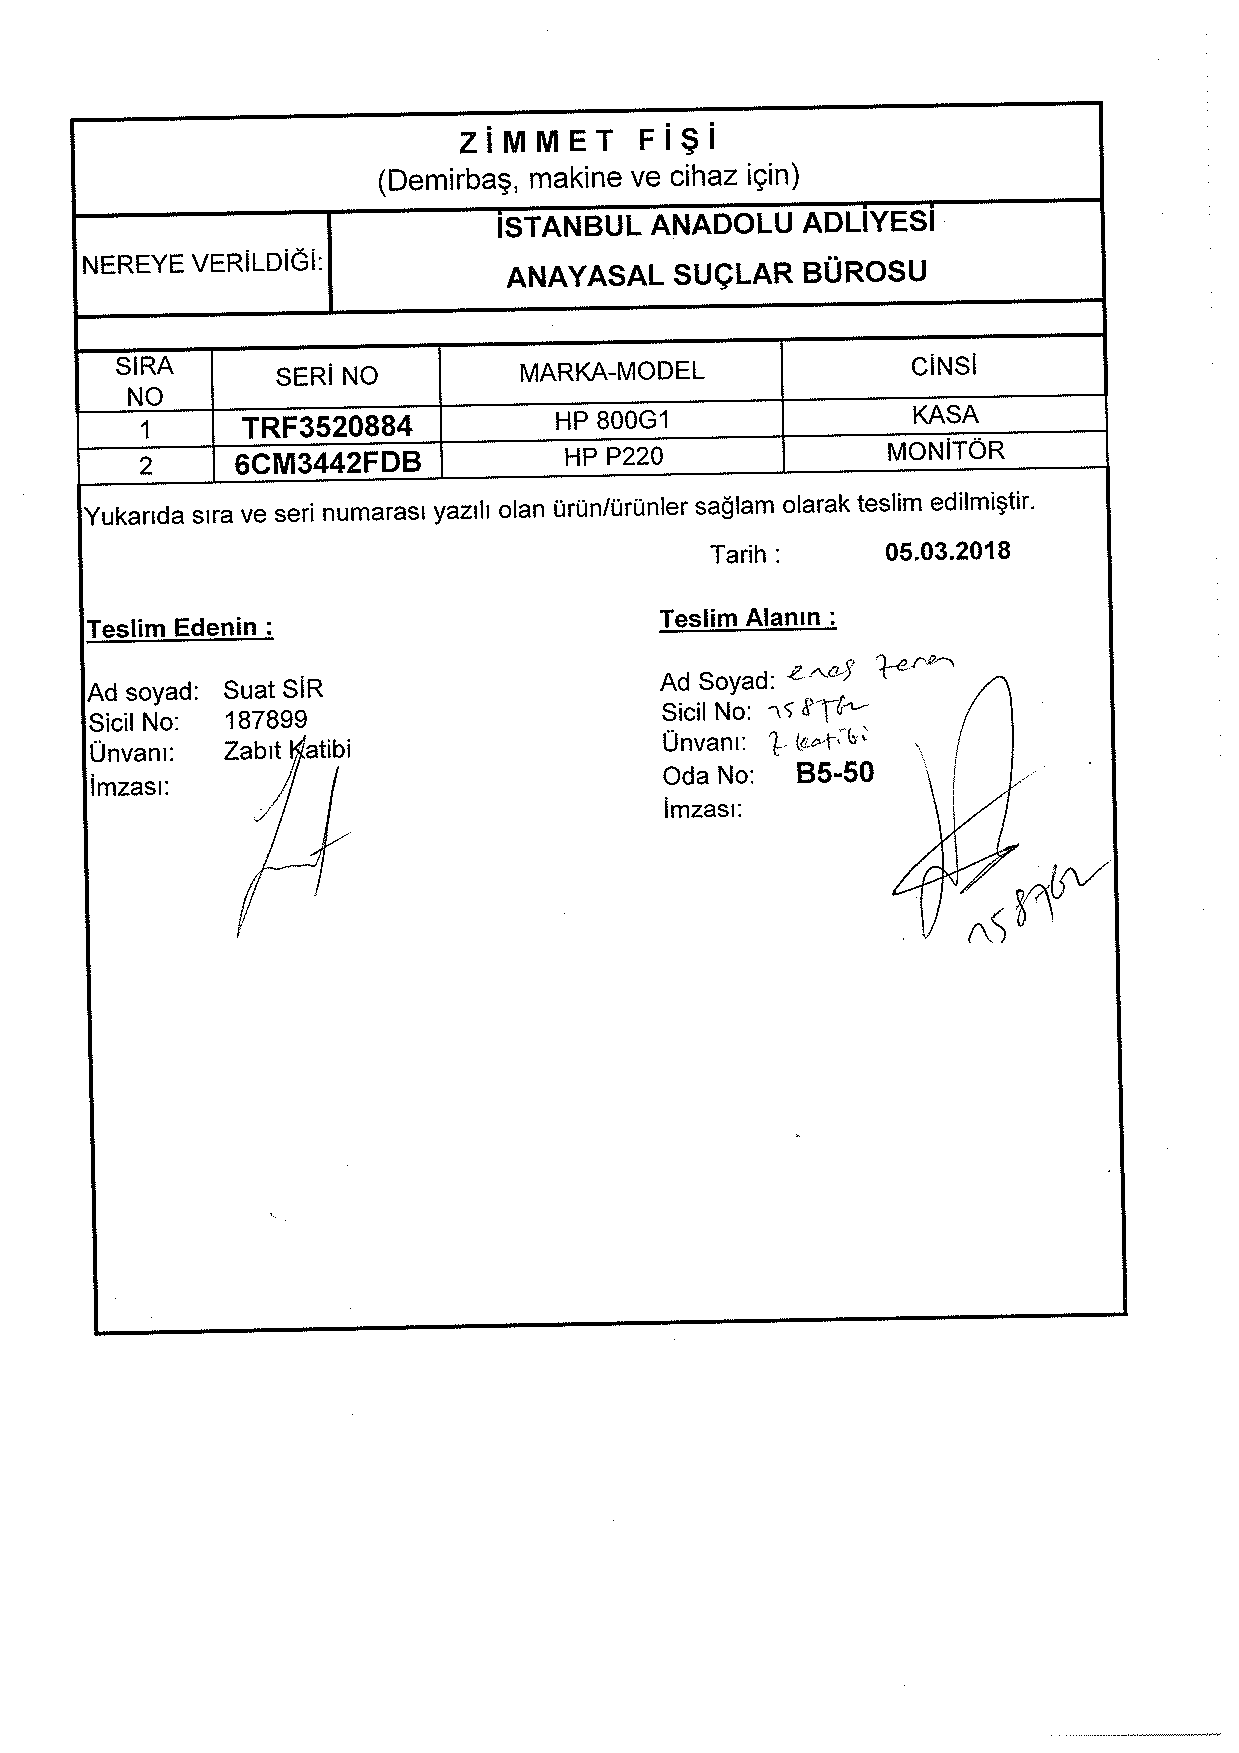 ZİMMET FİŞİ
(Demirbaş, makine ve cihaz için)
NEREYE VERİLDİĞİ:
İSTANBUL ANADOLU ADLİYESİ
ANAYASAL SUÇLAR BÜROSU
SIRA NO SERİ NO MARKA-MODEL CİNSİ
1 TRF3520884 HP 800G1 KASA
2 6CM3442FDB HP P220 MONİTÖR
Yukarıda sıra ve seri numarası yazılı olan ürün/ürünler sağlam olarak teslim edilmiştir.
Tarih : 05.03.2018
Teslim Edenin :
Ad soyad: Suat SİR
Sicil No: 187899
Ünvanı: Zabıt Katibi
İmzası:
Teslim Alanın :
Ad Soyad: enes
Sicil No:
Ünvanı: Z katibi
Oda No: B5-50
İmzası: